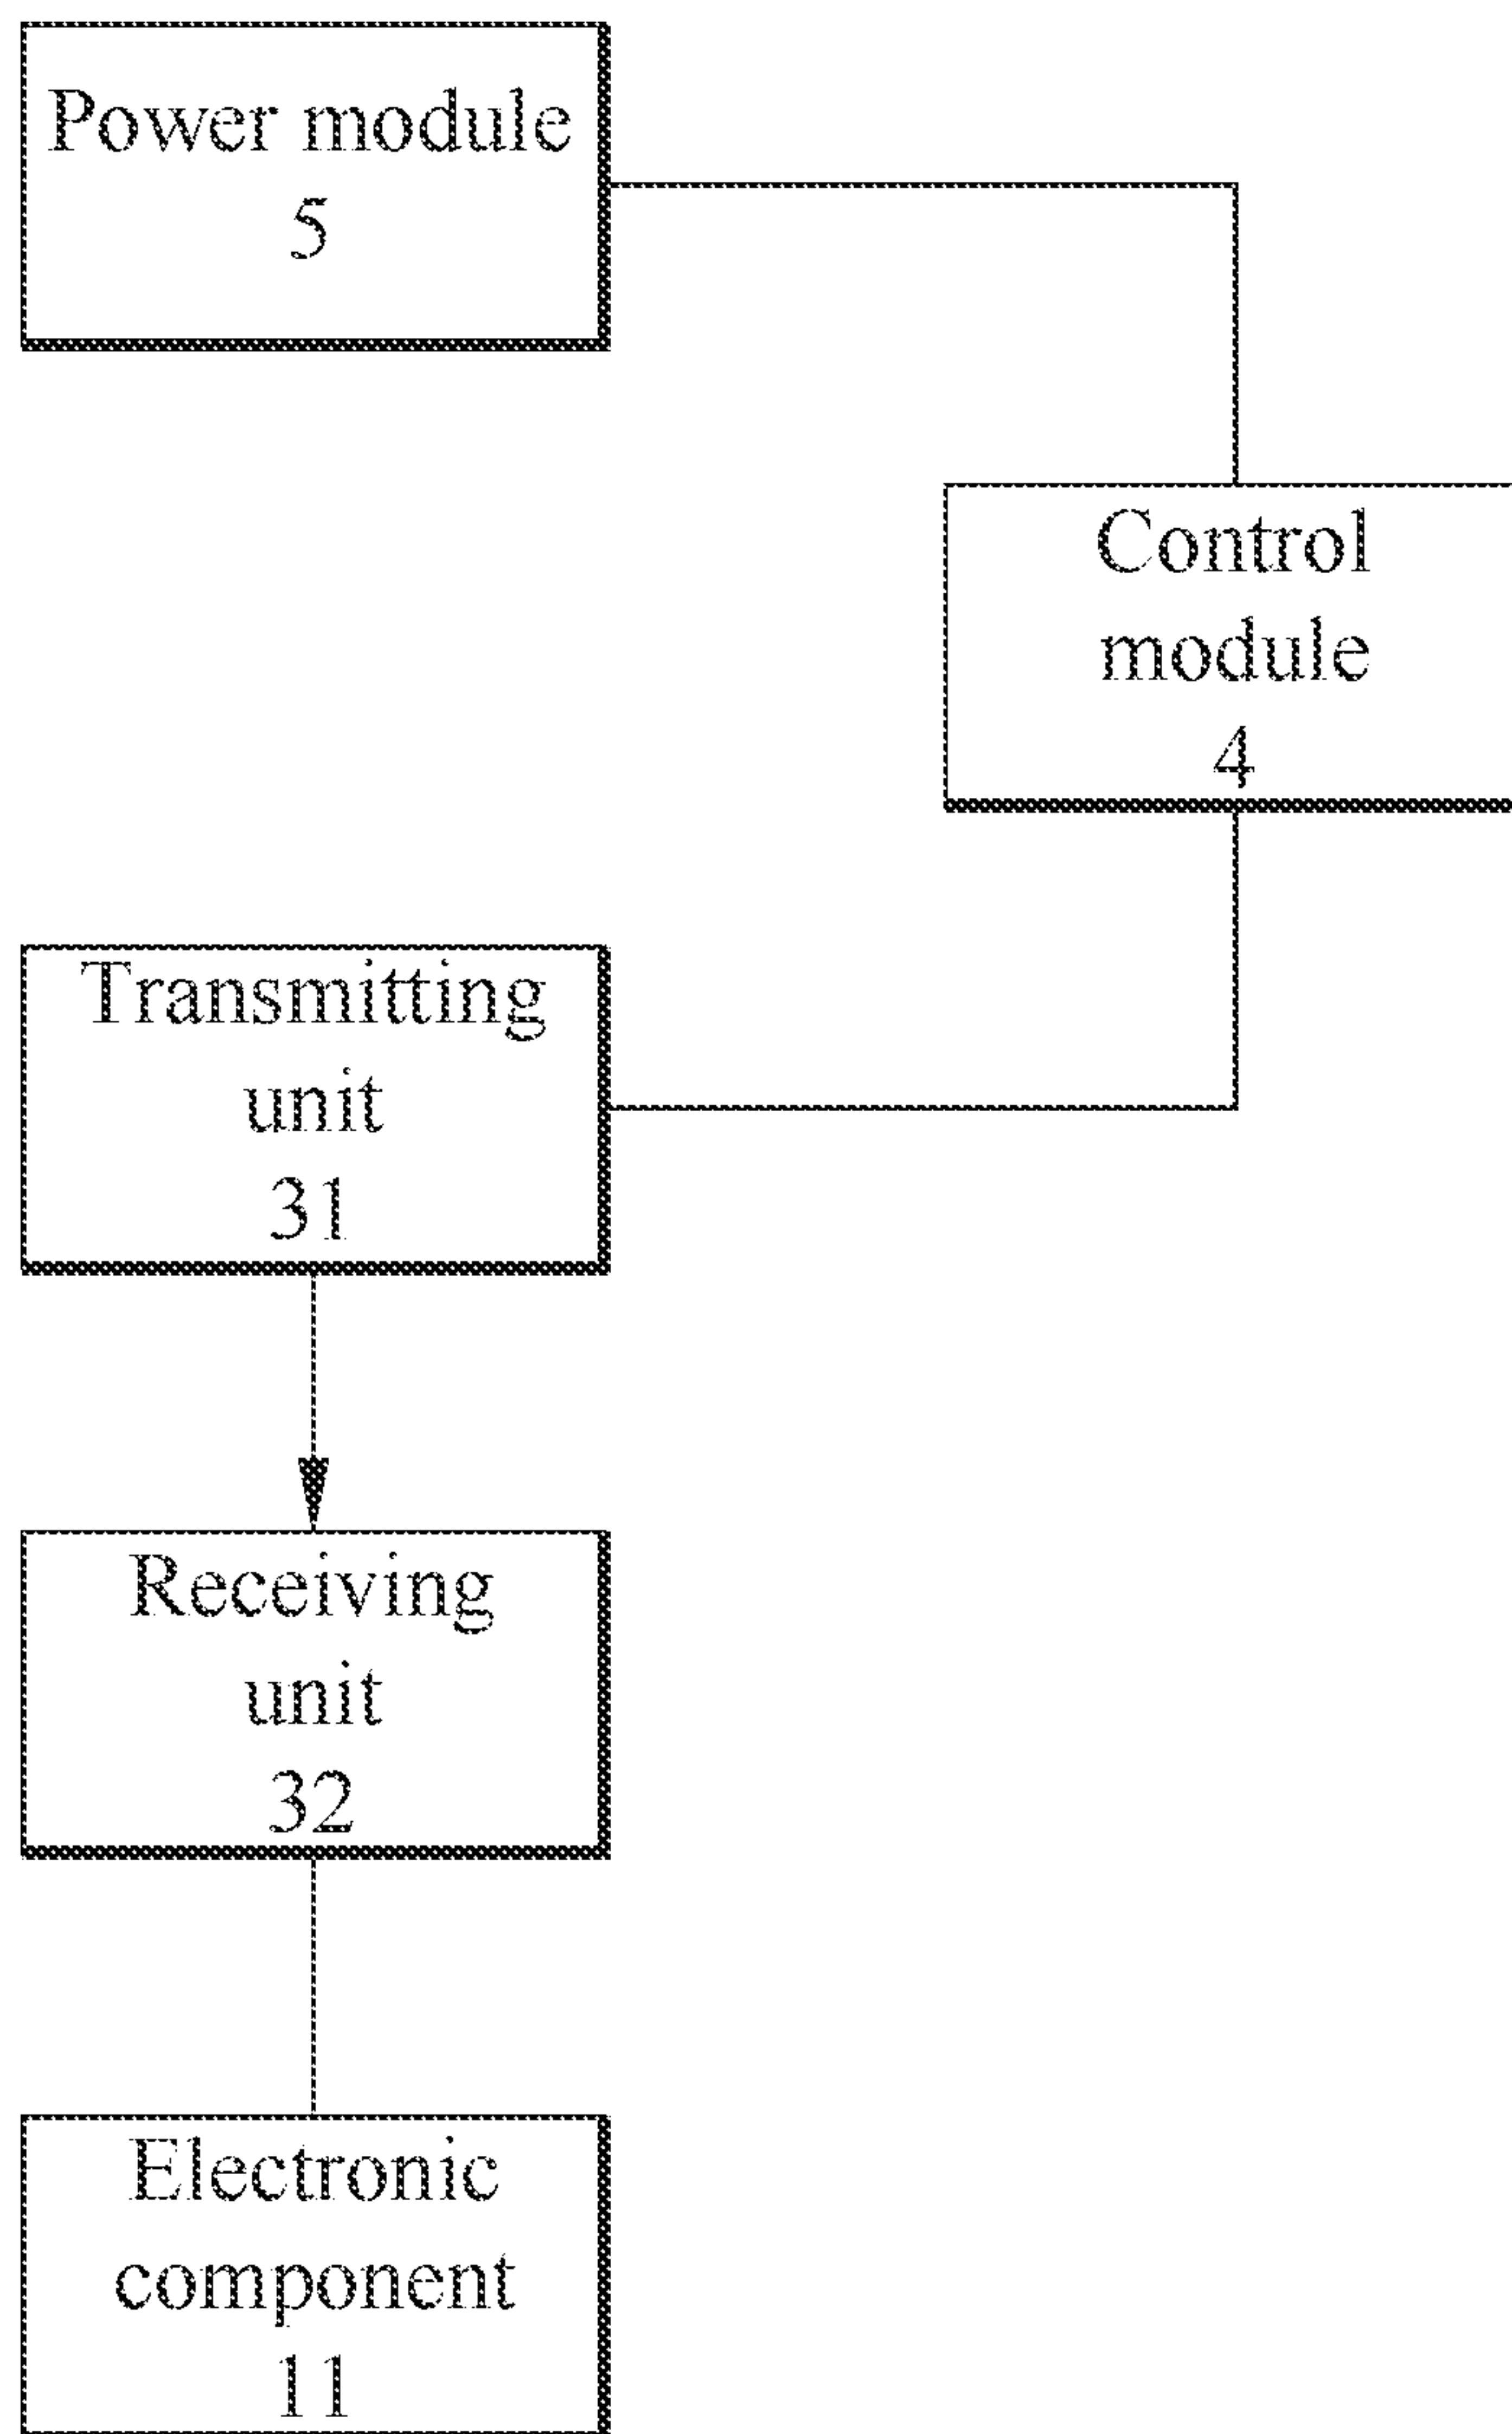 Power module
5
Control
module
4
Transmitting
unit
31
Receiving
unit
32
Electronic
component
11